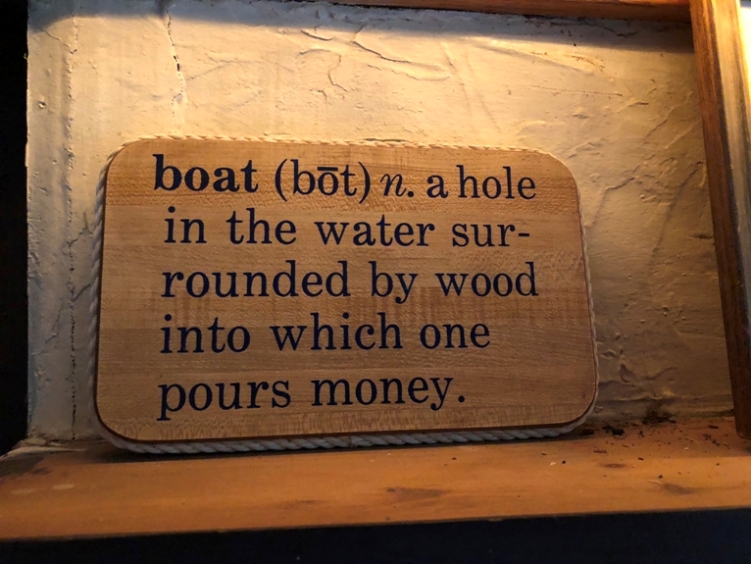 boat (bōt) n. a hole
in the water sur-
rounded by wood
into which one
pours money.